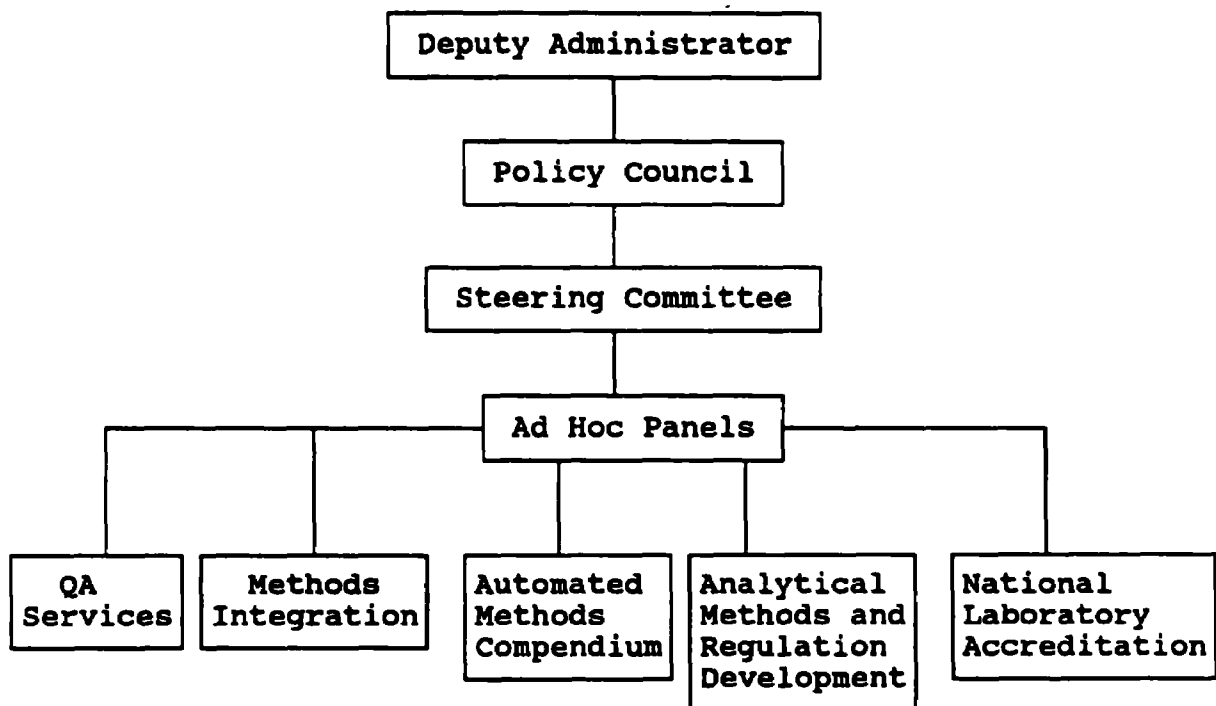 Deputy Administrator
Policy Council
Steering Committee
Ad Hoc Panels
QA
Services
Methods
Integration
Automated
Methods
Compendium
Analytical
Methods and
Regulation
Development
National
Laboratory
Accreditation